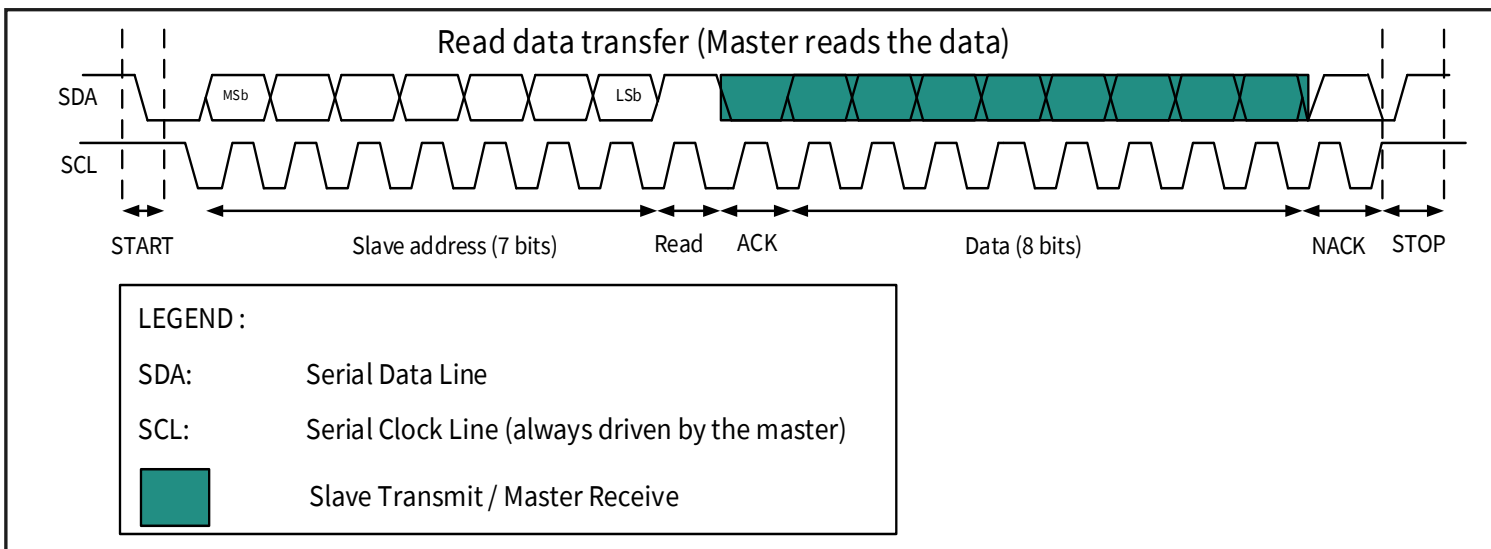 Read data transfer (Master reads the data)
SDA
MSb
LSb
SCL
START
Slave address (7 bits)
Read
ACK
Data (8 bits)
NACK
STOP
LEGEND :
SDA: Serial Data Line
SCL: Serial Clock Line (always driven by the master)
Slave Transmit / Master Receive